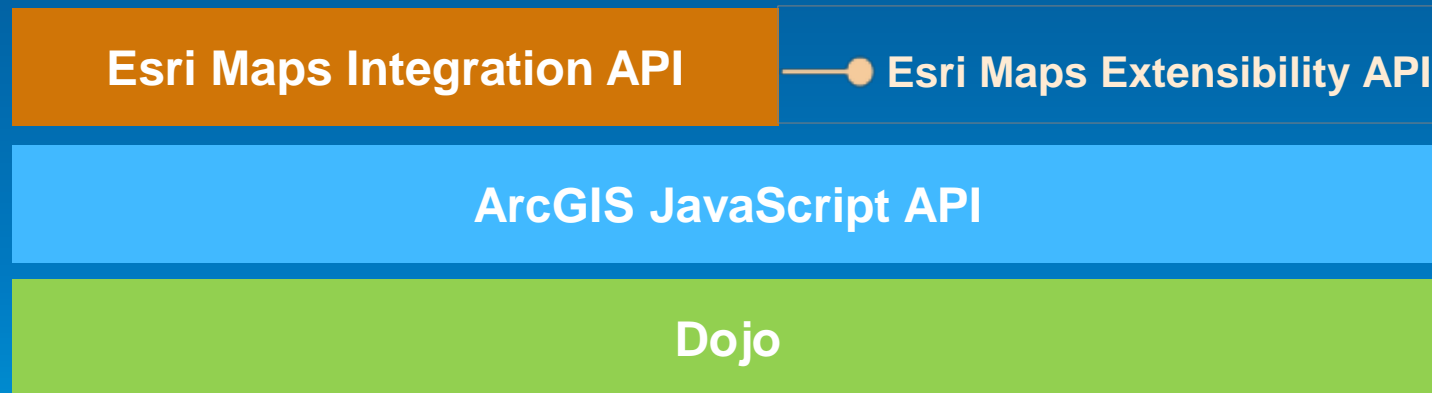 Esri Maps Integration API
Esri Maps Extensibility API
ArcGIS JavaScript API
Dojo